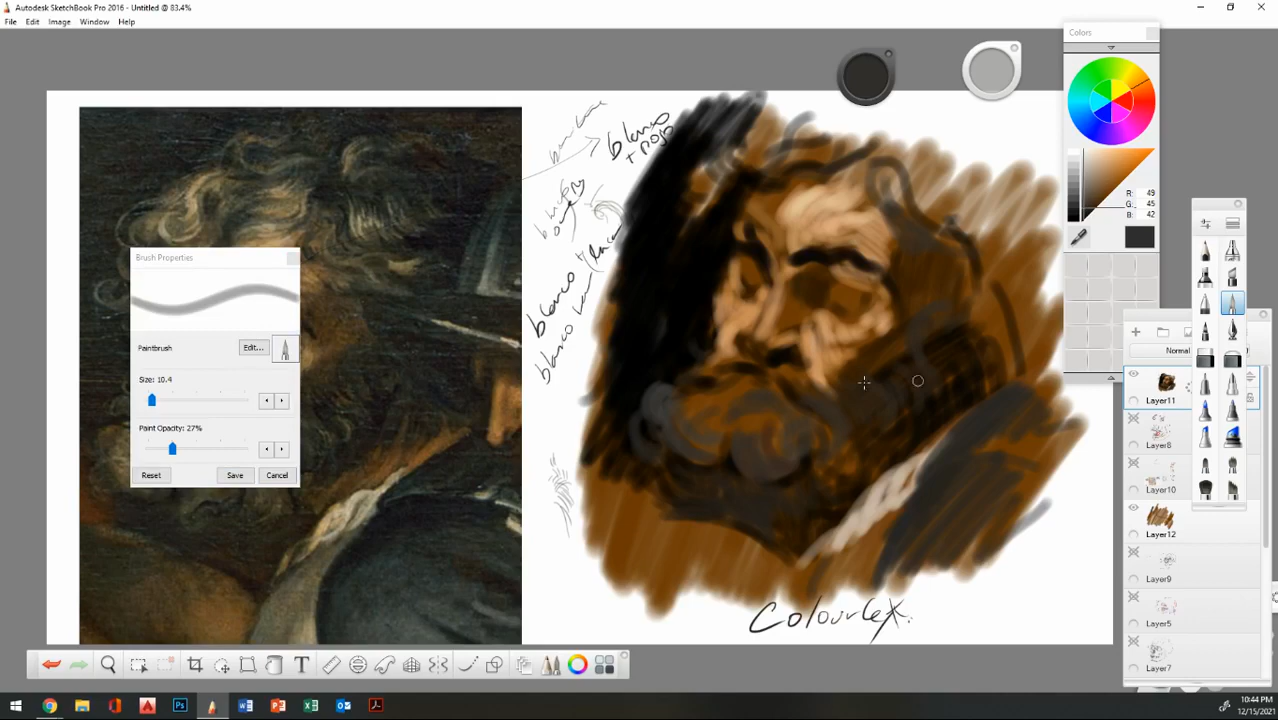 Autodesk SketchBook Pro 2016 - Untitled @ 83.4%
File Edit Image Window Help
Colors
R: 49
G: 45
B: 42
blanco
+ rojo
Brush Properties
Paintbrush
Edit...
Size: 10.4
Paint Opacity: 27%
Reset Save Cancel
blanco
blanco
Normal
Layer11
Layer8
Layer10
Layer12
Layer9
Layer5
Layer7
T
Ps
10:44 PM
12/15/2021